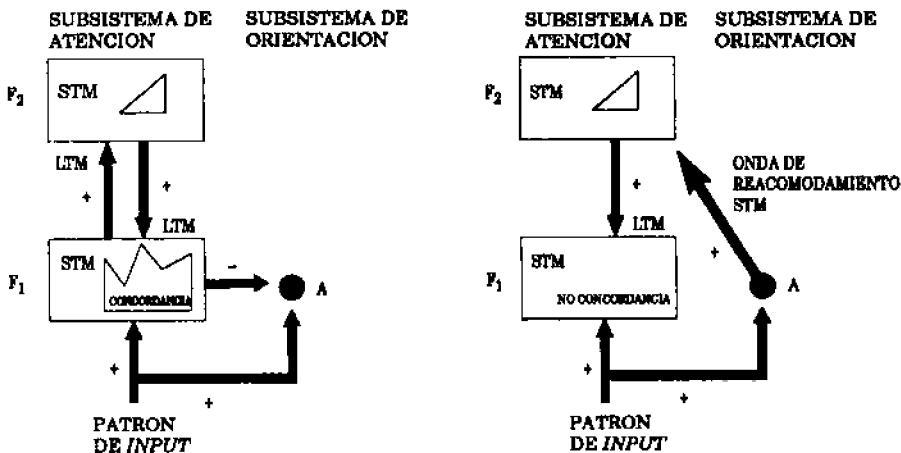 SUBSISTEMA DE
ATENCION
SUBSISTEMA DE
ORIENTACION
F₂
STM
LTM
+
+
LTM
F₁
STM
CONCORDANCIA
−
A
+
+
PATRON
DE INPUT
SUBSISTEMA DE
ATENCION
SUBSISTEMA DE
ORIENTACION
F₂
STM
ONDA DE
REACOMODAMIENTO
STM
+
LTM
+
F₁
STM
NO CONCORDANCIA
A
+
+
PATRON
DE INPUT